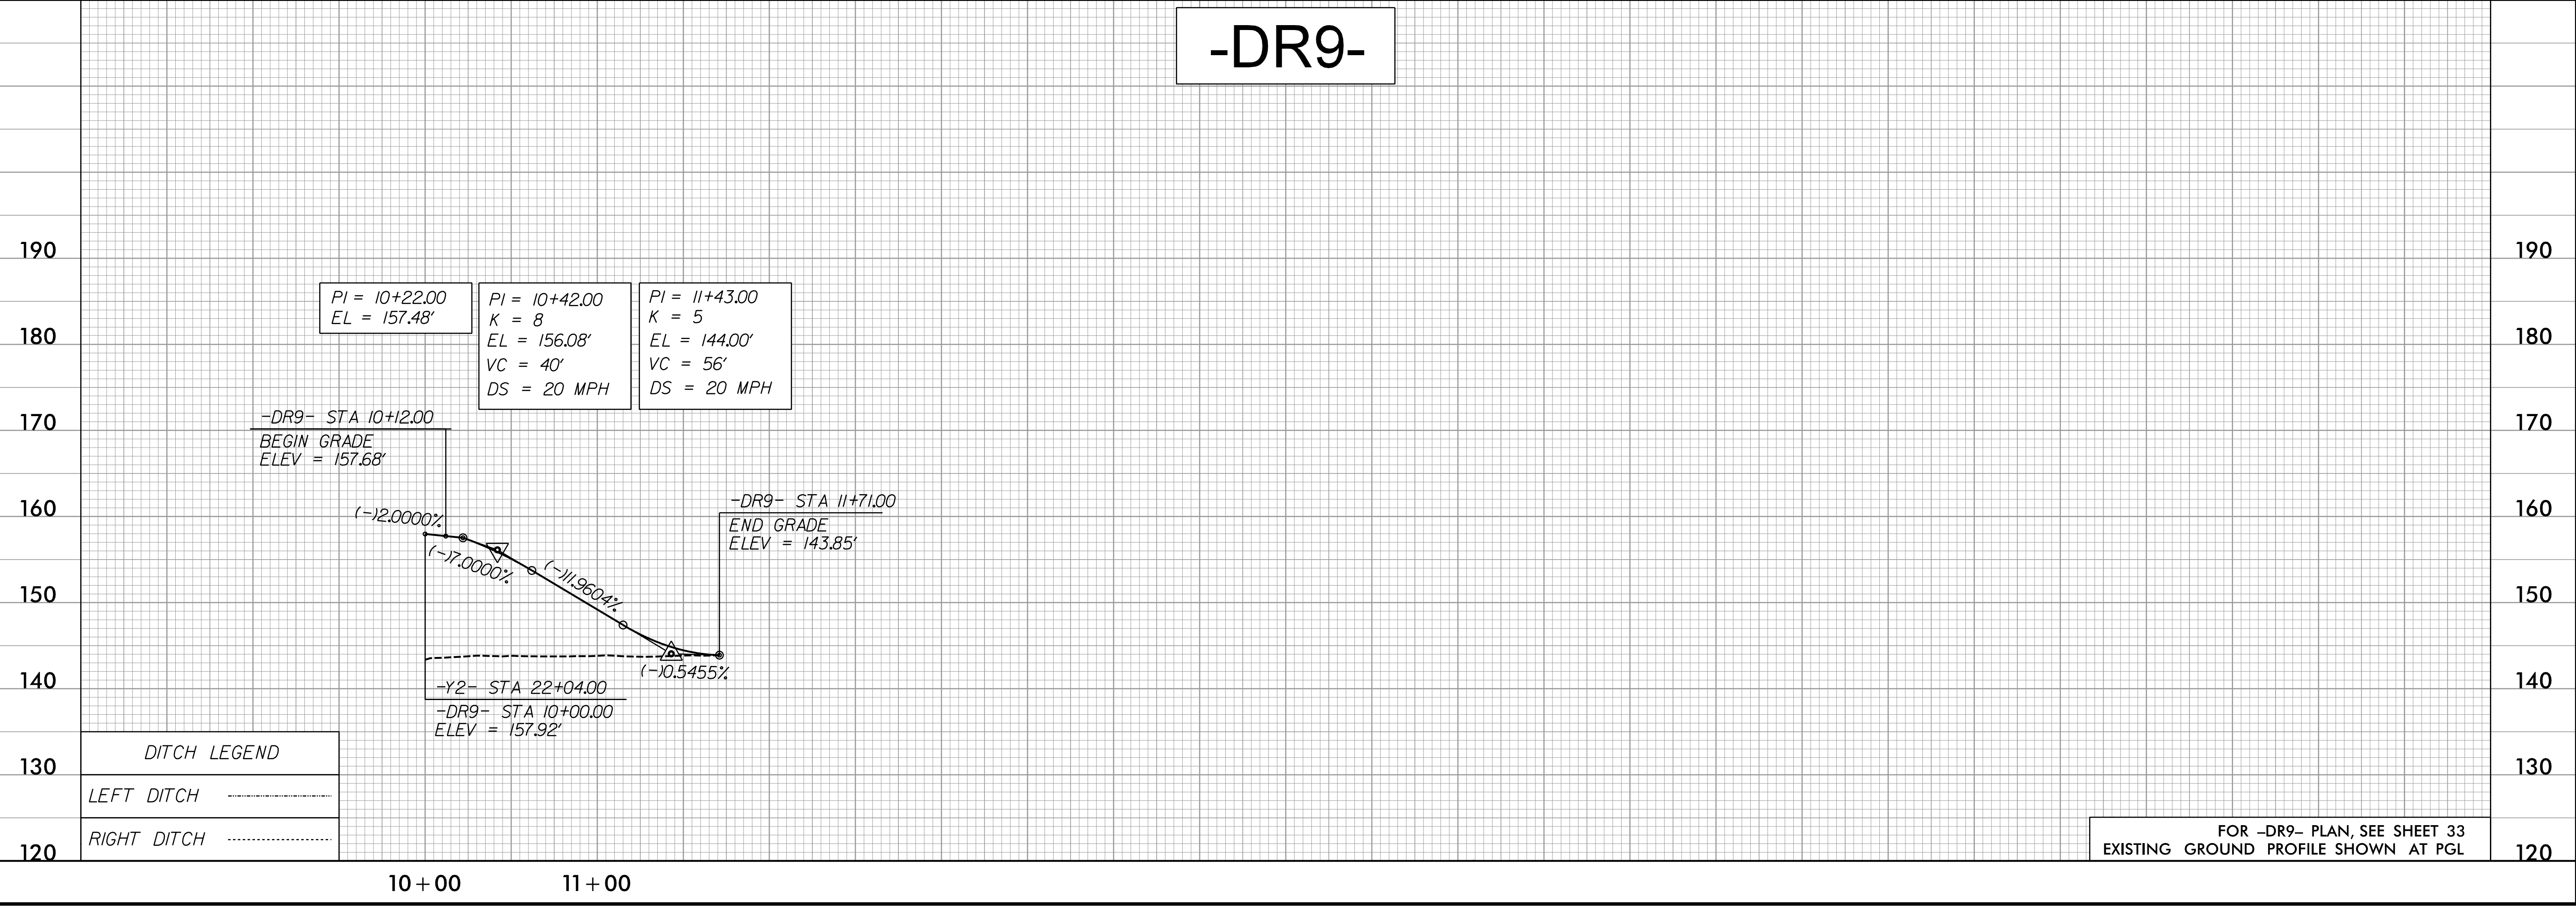 -DR9-
190
190
PI = 10+22.00
EL = 157.48'
PI = 10+42.00
K = 8
EL = 156.08'
VC = 40'
DS = 20 MPH
PI = 11+43.00
K = 5
EL = 144.00'
VC = 56'
DS = 20 MPH
180
180
-DR9- STA 10+12.00
BEGIN GRADE
ELEV = 157.68'
170
170
-DR9- STA 11+71.00
END GRADE
ELEV = 143.85'
160
160
(-)2.0000%
(-)7.0000%
(-)11.9604%
150
150
(-)0.5455%
140
140
-Y2- STA 22+04.00
-DR9- STA 10+00.00
ELEV = 157.92'
DITCH LEGEND
130
130
LEFT DITCH
RIGHT DITCH
FOR -DR9- PLAN, SEE SHEET 33
EXISTING GROUND PROFILE SHOWN AT PGL
120
120
10+00
11+00